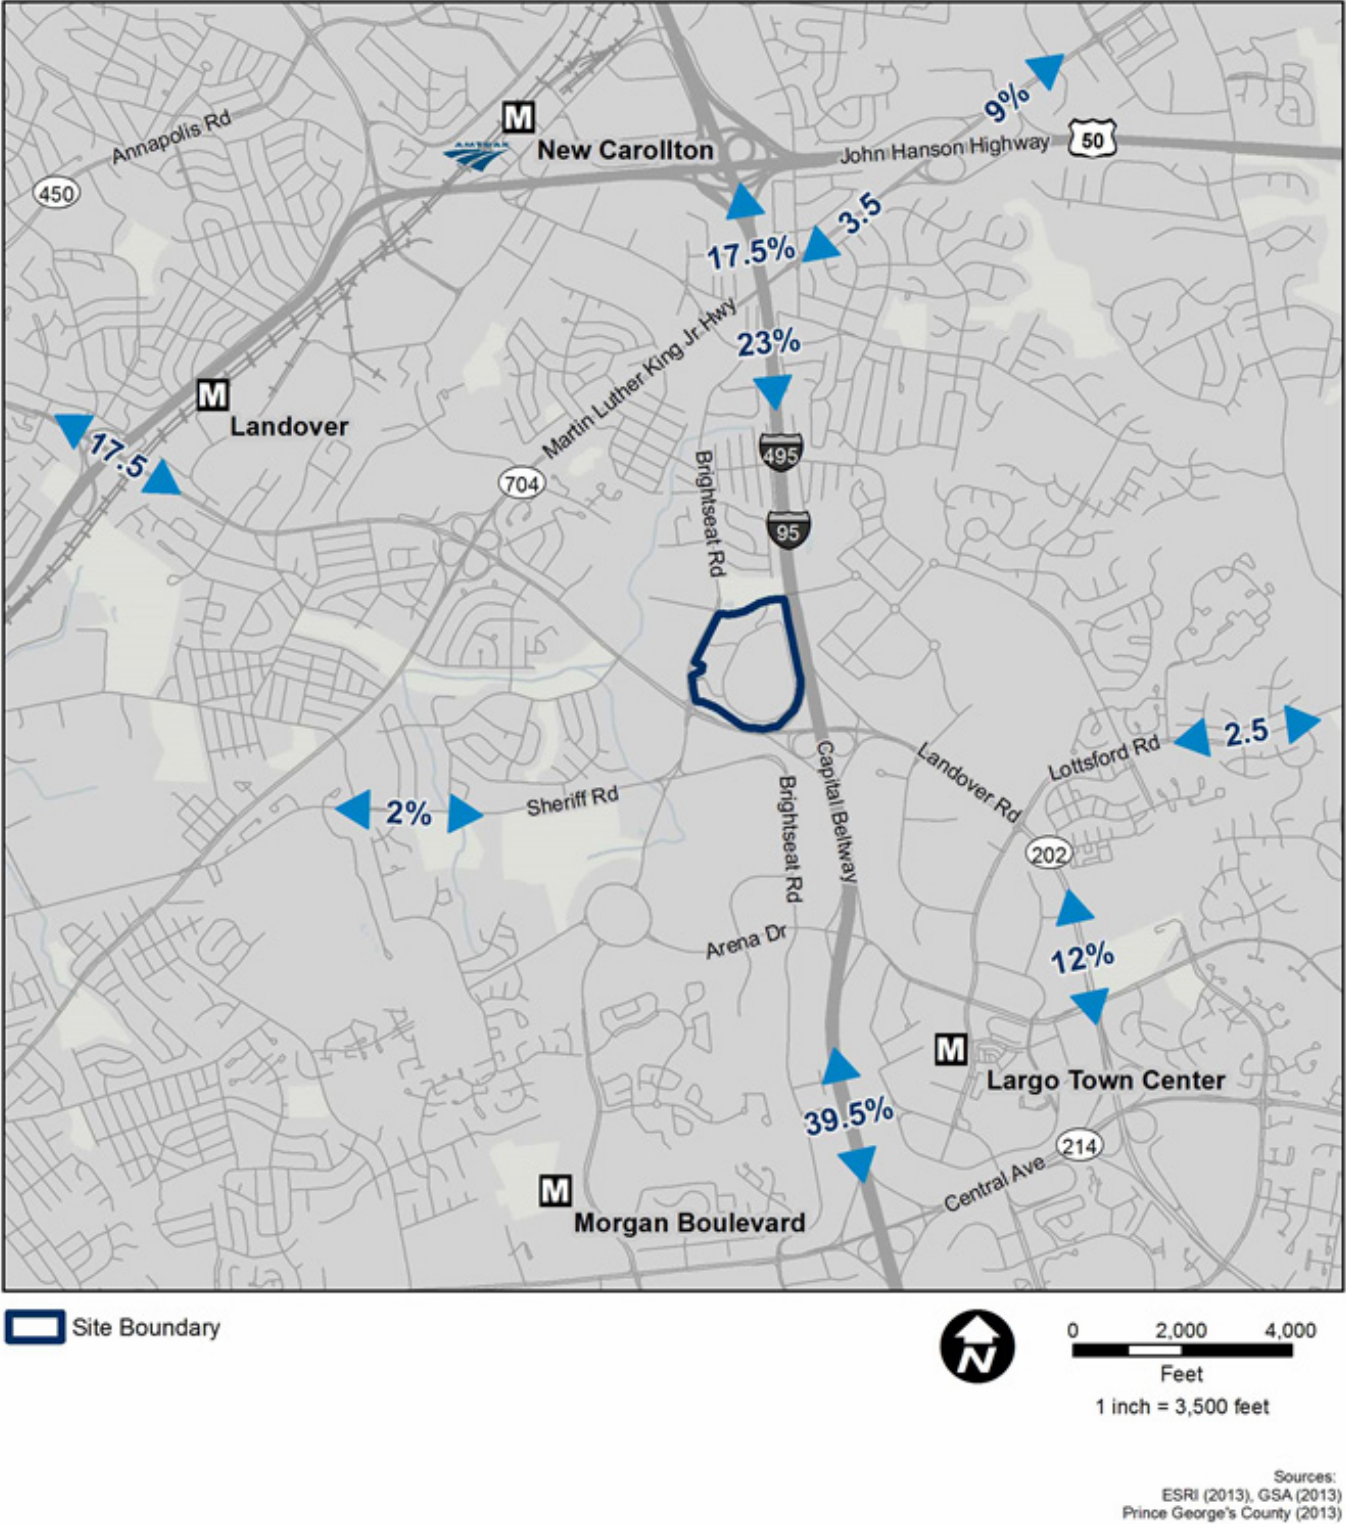 9%
Annapolis Rd
M
AMTRAK
New Carollton
John Hanson Highway
50
450
3.5
17.5%
Martin Luther King Jr Hwy
23%
M
Landover
17.5
495
704
Brightseat Rd
95
2.5
Lottsford Rd
Landover Rd
Capital Beltway
2%
Sheriff Rd
Brightseat Rd
202
Arena Dr
12%
M
Largo Town Center
39.5%
214
Central Ave
M
Morgan Boulevard
Site Boundary
N
0 2,000 4,000
Feet
1 inch = 3,500 feet
Sources:
ESRI (2013), GSA (2013)
Prince George's County (2013)